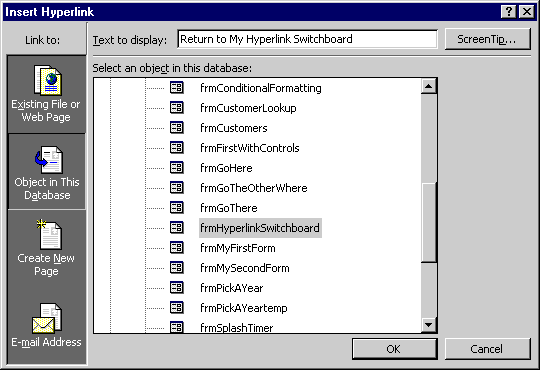 Insert Hyperlink
Link to:
Text to display: Return to My Hyperlink Switchboard
ScreenTip...
Select an object in this database:
Existing File or
Web Page
Object in This
Database
Create New
Page
E-mail Address
frmConditionalFormatting
frmCustomerLookup
frmCustomers
frmFirstWithControls
frmGoHere
frmGoTheOtherWhere
frmGoThere
frmHyperlinkSwitchboard
frmMyFirstForm
frmMySecondForm
frmPickAYear
frmPickAYeartemp
frmSplashTimer
OK
Cancel